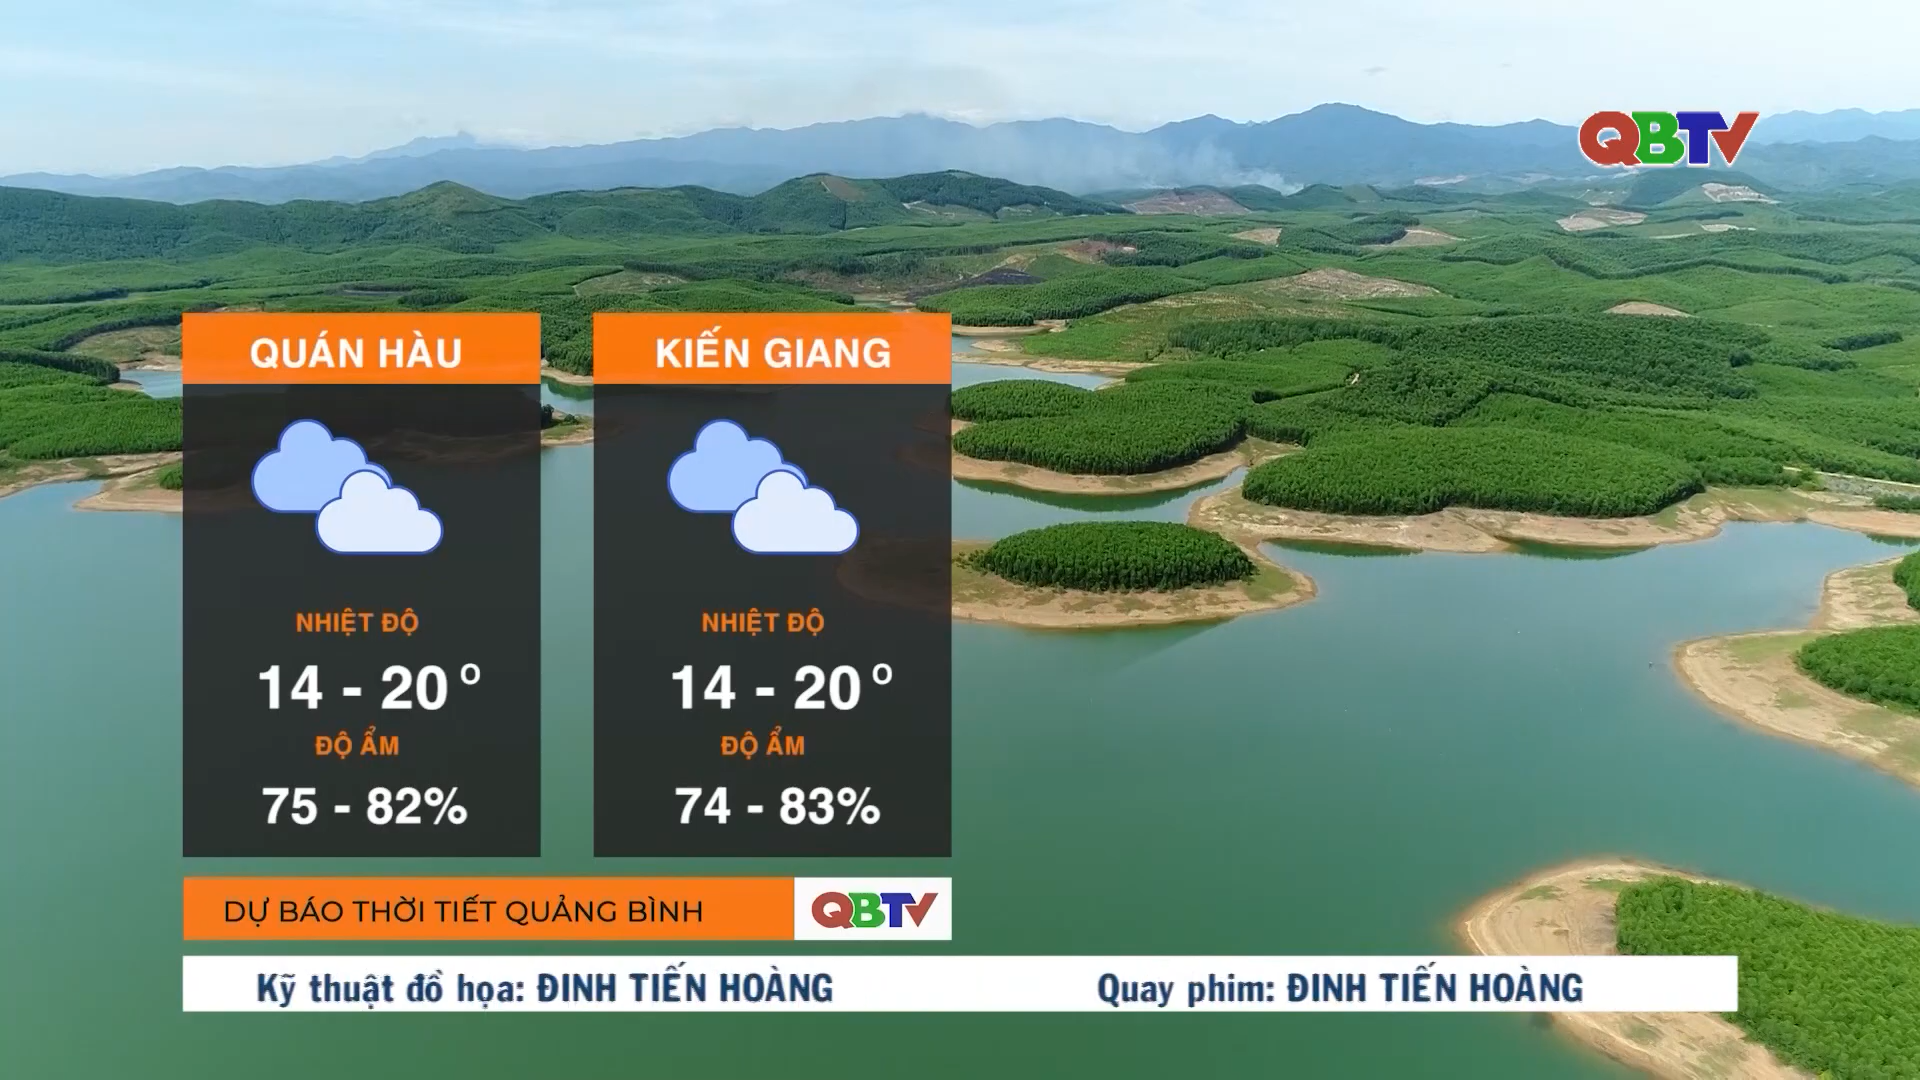 QBTV
QUÁN HÀU
NHIỆT ĐỘ
14 - 20°
ĐỘ ẨM
75 - 82%
KIẾN GIANG
NHIỆT ĐỘ
14 - 20°
ĐỘ ẨM
74 - 83%
DỰ BÁO THỜI TIẾT QUẢNG BÌNH
QBTV
Kỹ thuật đồ họa: ĐINH TIẾN HOÀNG
Quay phim: ĐINH TIẾN HOÀNG